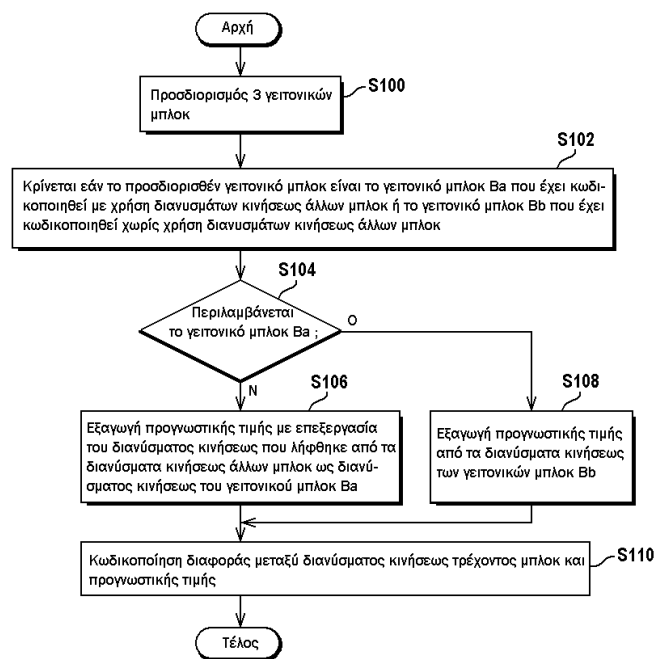 Αρχή
Προσδιορισμός 3 γειτονικών
μπλοκ
S100
S102
Κρίνεται εάν το προσδιορισθέν γειτονικό μπλοκ είναι το γειτονικό μπλοκ Ba που έχει κωδι-
κοποιηθεί με χρήση διανυσμάτων κινήσεως άλλων μπλοκ ή το γειτονικό μπλοκ Bb που έχει
κωδικοποιηθεί χωρίς χρήση διανυσμάτων κινήσεως άλλων μπλοκ
S104
Περιλαμβάνεται
το γειτονικό μπλοκ Ba ;
Ο
Ν
S106
Εξαγωγή προγνωστικής τιμής με επεξεργασία
του διανύσματος κινήσεως που λήφθηκε από τα
διανύσματα κινήσεως άλλων μπλοκ ως διανύ-
σματος κινήσεως του γειτονικού μπλοκ Ba
S108
Εξαγωγή προγνωστικής τιμής
από τα διανύσματα κινήσεως
των γειτονικών μπλοκ Bb
Κωδικοποίηση διαφοράς μεταξύ διανύσματος κινήσεως τρέχοντος μπλοκ και
προγνωστικής τιμής
S110
Τέλος